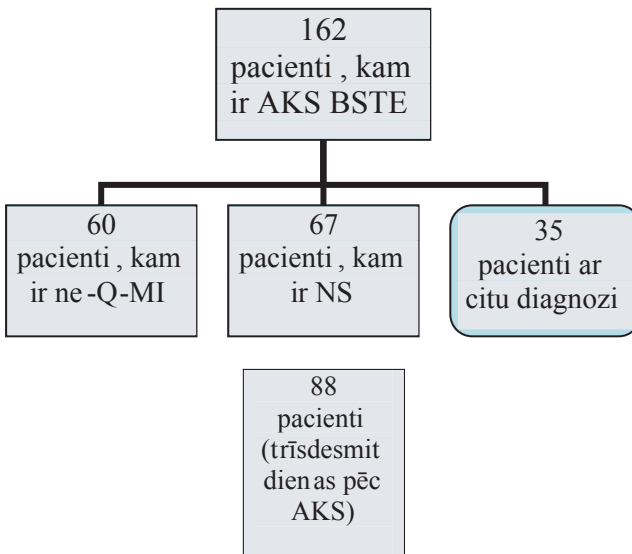 162
pacienti , kam
ir AKS BSTE
60
pacienti , kam
ir ne -Q-MI
67
pacienti , kam
ir NS
35
pacienti ar
citu diagnozi
88
pacienti
(trīsdesmit
dienas pēc
AKS)